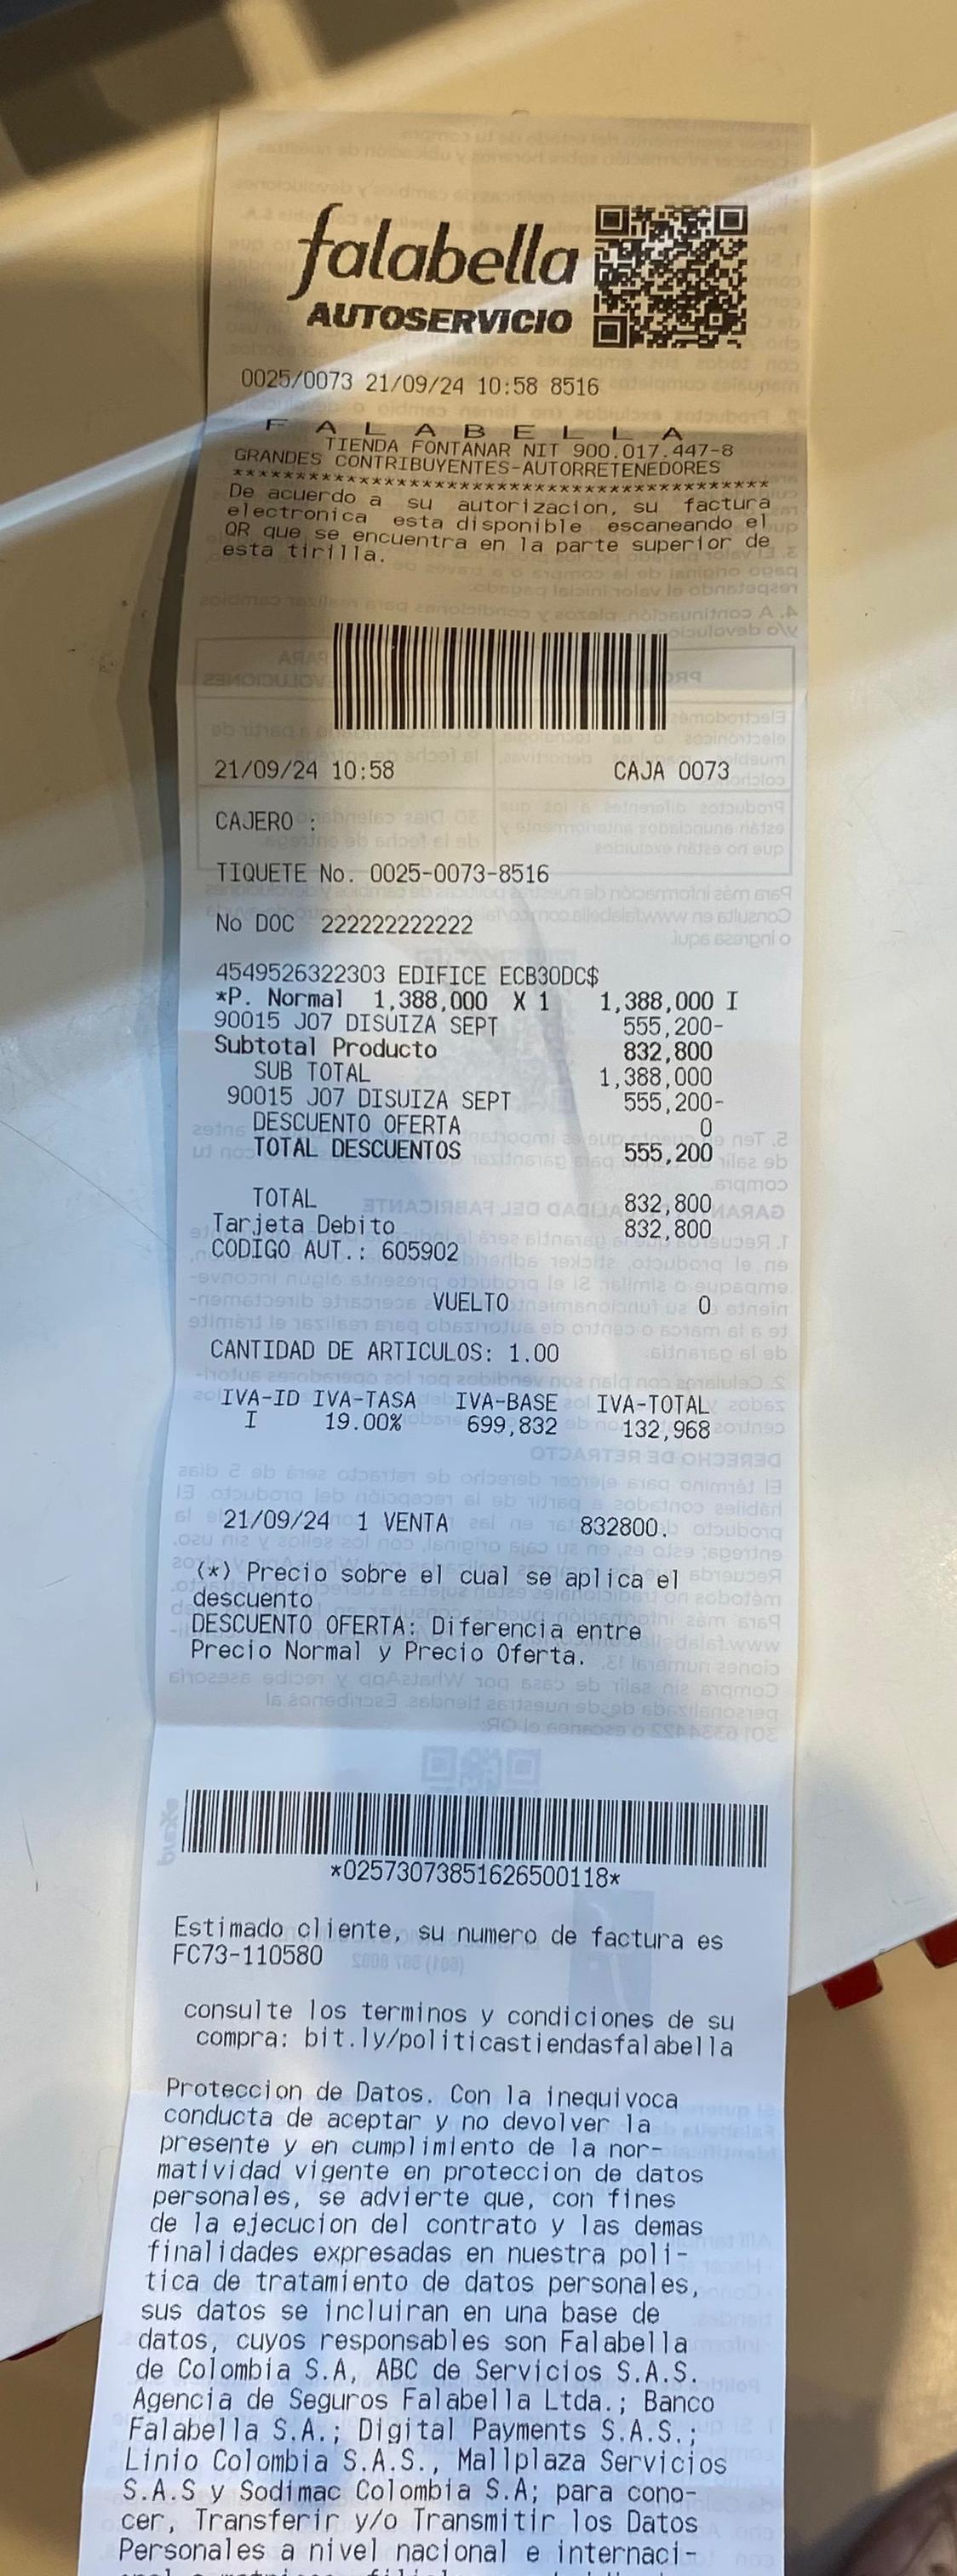 falabella
AUTOSERVICIO
0025/0073 21/09/24 10:58 8516
F A L A B E L L A
TIENDA FONTANAR NIT 900.017.447-8
GRANDES CONTRIBUYENTES-AUTORRETENEDORES
*******************************************
De acuerdo a su autorizacion, su factura
electronica esta disponible escaneando el
QR que se encuentra en la parte superior de
esta tirilla.
21/09/24 10:58 CAJA 0073
CAJERO :
TIQUETE No. 0025-0073-8516
No DOC 222222222222
4549526322303 EDIFICE ECB30DC$
*P. Normal 1,388,000 X 1 1,388,000 I
90015 J07 DISUIZA SEPT 555,200-
Subtotal Producto 832,800
SUB TOTAL 1,388,000
90015 J07 DISUIZA SEPT 555,200-
DESCUENTO OFERTA 0
TOTAL DESCUENTOS 555,200
TOTAL 832,800
Tarjeta Debito 832,800
CODIGO AUT.: 605902
VUELTO 0
CANTIDAD DE ARTICULOS: 1.00
IVA-ID IVA-TASA IVA-BASE IVA-TOTAL
I 19.00% 699,832 132,968
21/09/24 1 VENTA 832800.
(*) Precio sobre el cual se aplica el
descuento
DESCUENTO OFERTA: Diferencia entre
Precio Normal y Precio Oferta.
*02573073851626500118*
Estimado cliente, su numero de factura es
FC73-110580
consulte los terminos y condiciones de su
compra: bit.ly/politicastiendasfalabella
Proteccion de Datos. Con la inequivoca
conducta de aceptar y no devolver la
presente y en cumplimiento de la nor-
matividad vigente en proteccion de datos
personales, se advierte que, con fines
de la ejecucion del contrato y las demas
finalidades expresadas en nuestra poli-
tica de tratamiento de datos personales,
sus datos se incluiran en una base de
datos, cuyos responsables son Falabella
de Colombia S.A, ABC de Servicios S.A.S.
Agencia de Seguros Falabella Ltda.; Banco
Falabella S.A.; Digital Payments S.A.S.;
Linio Colombia S.A.S., Mallplaza Servicios
S.A.S y Sodimac Colombia S.A; para cono-
cer, Transferir y/o Transmitir los Datos
Personales a nivel nacional e internaci-